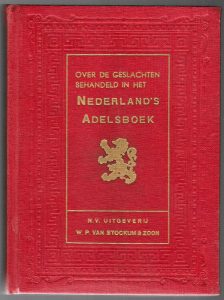 OVER DE GESLACHTEN
BEHANDELD IN HET
NEDERLAND'S
ADELSBOEK
N.V. UITGEVERIJ
W. P. VAN STOCKUM & ZOON